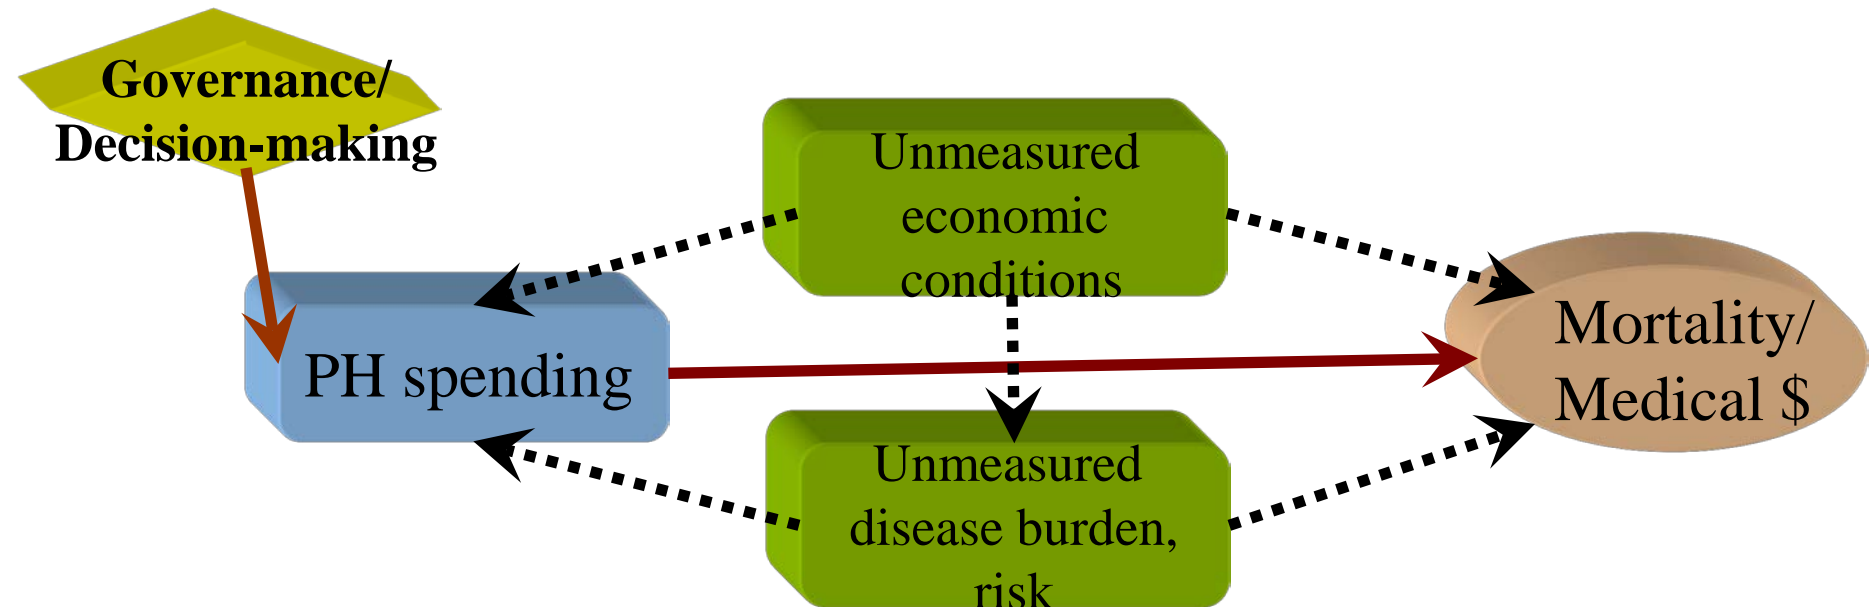 Governance/
Decision-making
Unmeasured
economic
conditions
PH spending
Mortality/
Medical $
Unmeasured
disease burden,
risk